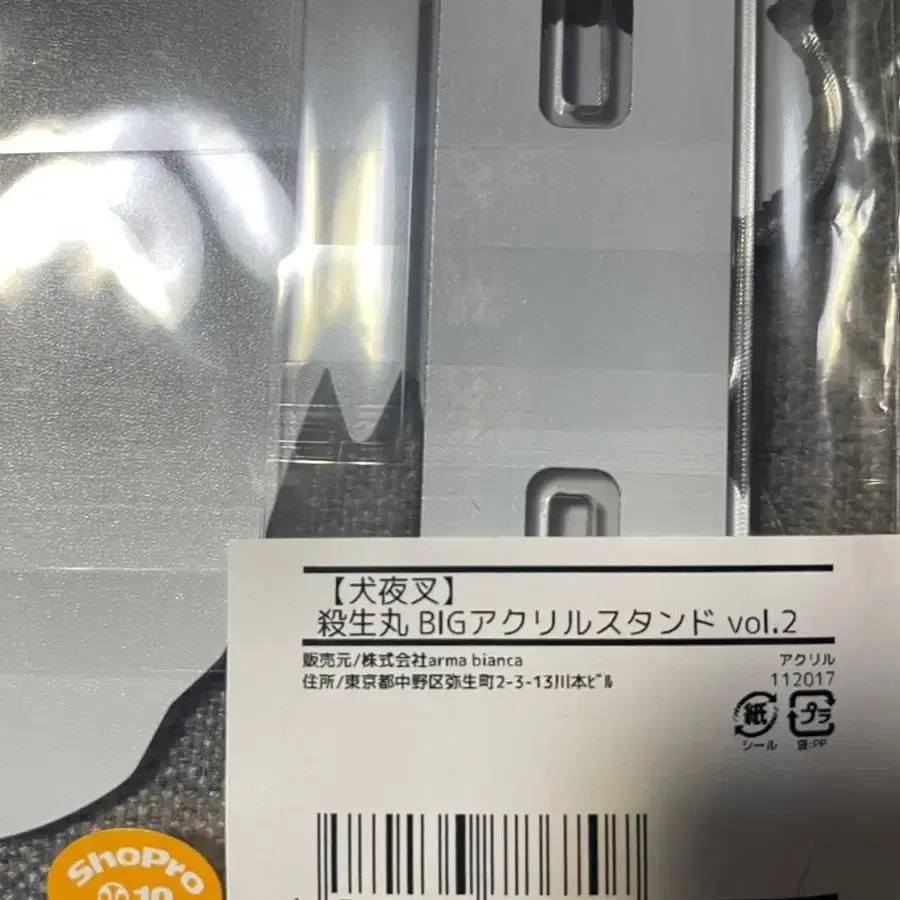 【犬夜叉】
殺生丸 BIGアクリルスタンド vol.2
販売元/株式会社arma bianca
住所/東京都中野区弥生町2-3-13川本ビル
アクリル
112017
紙
プラ
シール
袋:PP
ShoPro
10